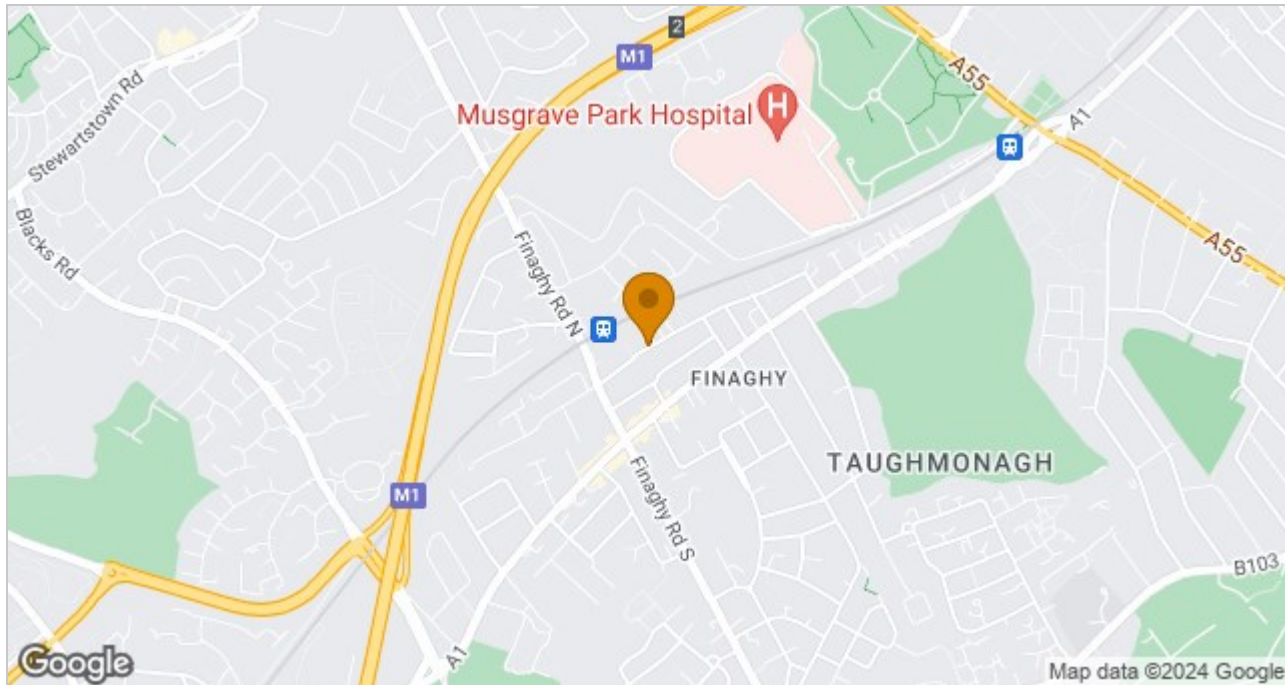 2
M1
A55
Stewartstown Rd
Musgrave Park Hospital
H
A1
Blacks Rd
Finaghy Rd N
A55
FINAGHY
TAUGHMONAGH
M1
Finaghy Rd S
B103
A1
Google
Map data ©2024 Google